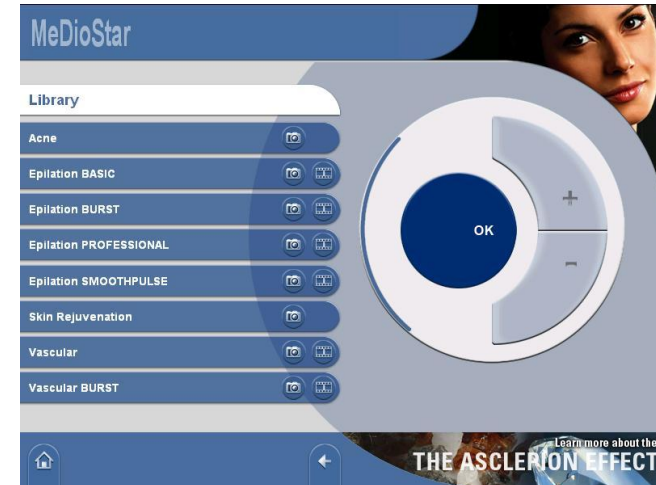 MeDioStar
Library
Acne
Epilation BASIC
Epilation BURST
Epilation PROFESSIONAL
Epilation SMOOTHPULSE
Skin Rejuvenation
Vascular
Vascular BURST
OK
+
-
Learn more about the
THE ASCLEPION EFFECT